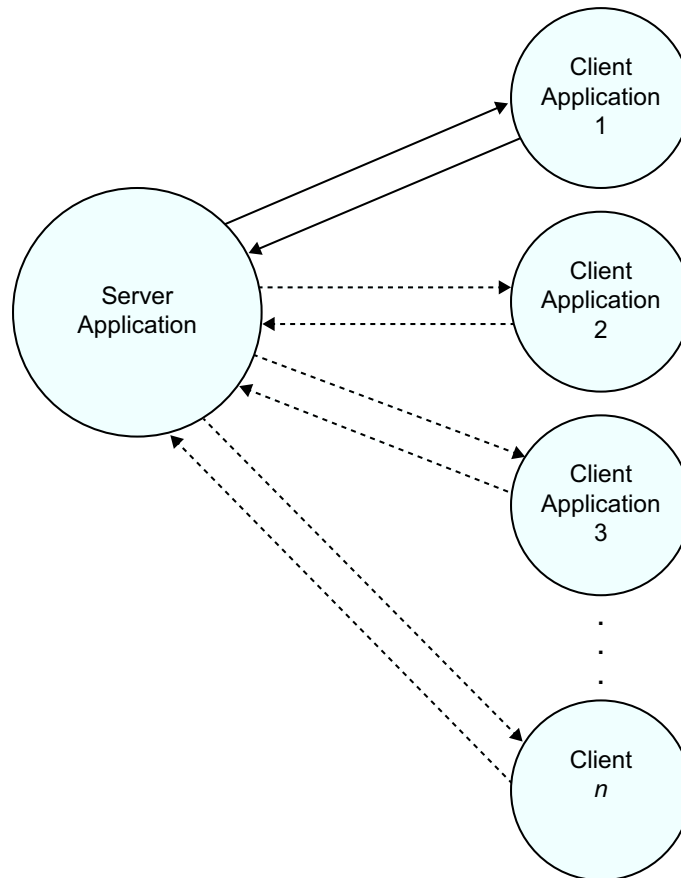 Client
Application
1
Server
Application
Client
Application
2
Client
Application
3
.
.
.
Client
n